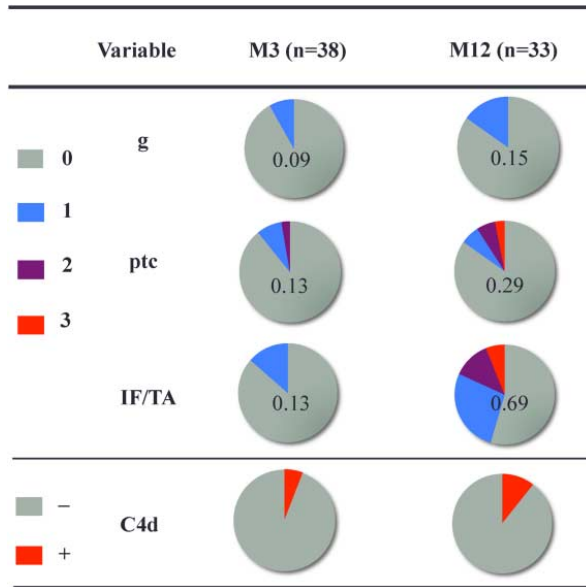 Variable M3 (n=38) M12 (n=33)
g
0.09 0.15
0
1
2
3
ptc
0.13 0.29
IF/TA
0.13 0.69
–
+
C4d